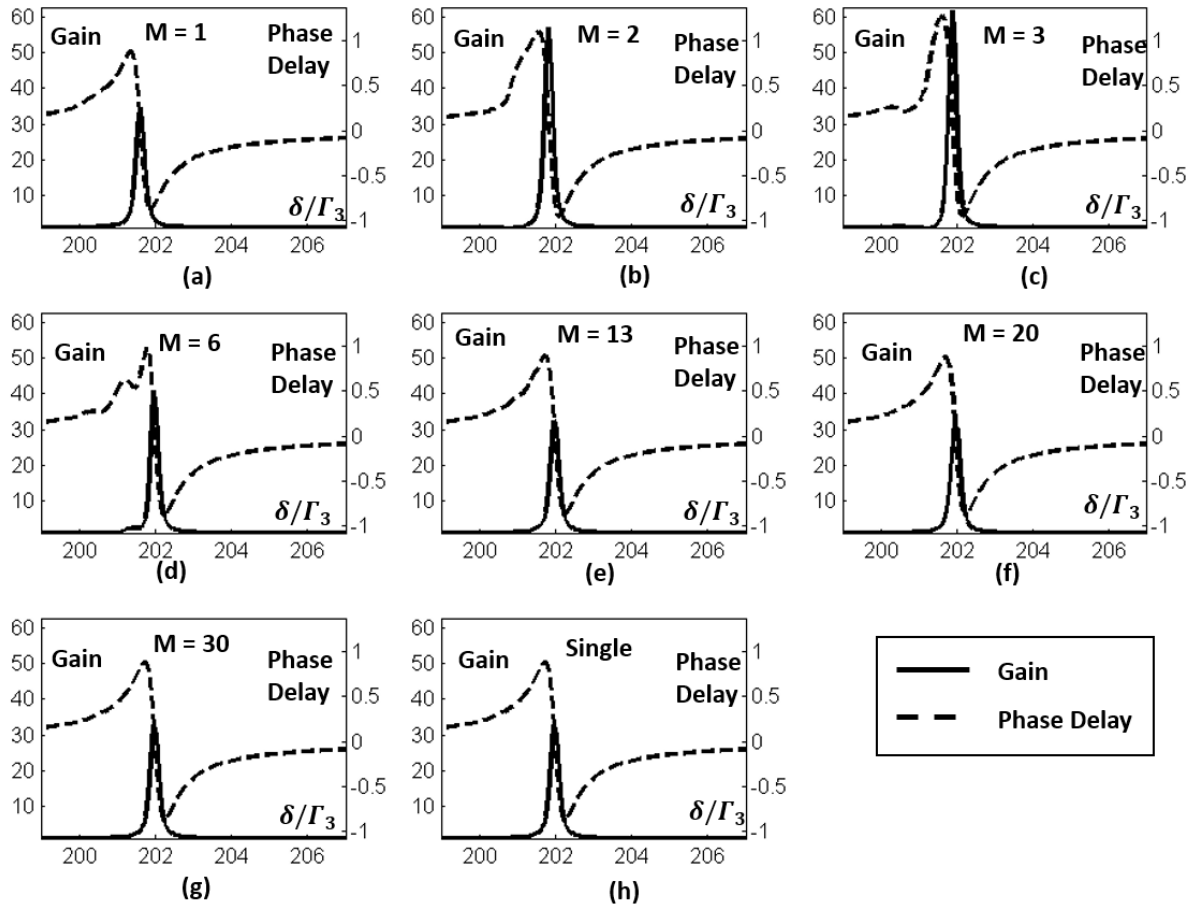 60
50
40
30
20
10
Gain
M = 1
Phase
Delay
1
0.5
0
-0.5
-1
δ/Γ3
200 202 204 206
(a)
60
50
40
30
20
10
Gain
M = 2
Phase
Delay
1
0.5
0
-0.5
-1
δ/Γ3
200 202 204 206
(b)
60
50
40
30
20
10
Gain
M = 3
Phase
Delay
1
0.5
0
-0.5
-1
δ/Γ3
200 202 204 206
(c)
60
50
40
30
20
10
Gain
M = 6
Phase
Delay
1
0.5
0
-0.5
-1
δ/Γ3
200 202 204 206
(d)
60
50
40
30
20
10
Gain
M = 13
Phase
Delay
1
0.5
0
-0.5
-1
δ/Γ3
200 202 204 206
(e)
60
50
40
30
20
10
Gain
M = 20
Phase
Delay
1
0.5
0
-0.5
-1
δ/Γ3
200 202 204 206
(f)
60
50
40
30
20
10
Gain
M = 30
Phase
Delay
1
0.5
0
-0.5
-1
δ/Γ3
200 202 204 206
(g)
60
50
40
30
20
10
Gain
Single
Phase
Delay
1
0.5
0
-0.5
-1
δ/Γ3
200 202 204 206
(h)
Gain
Phase Delay